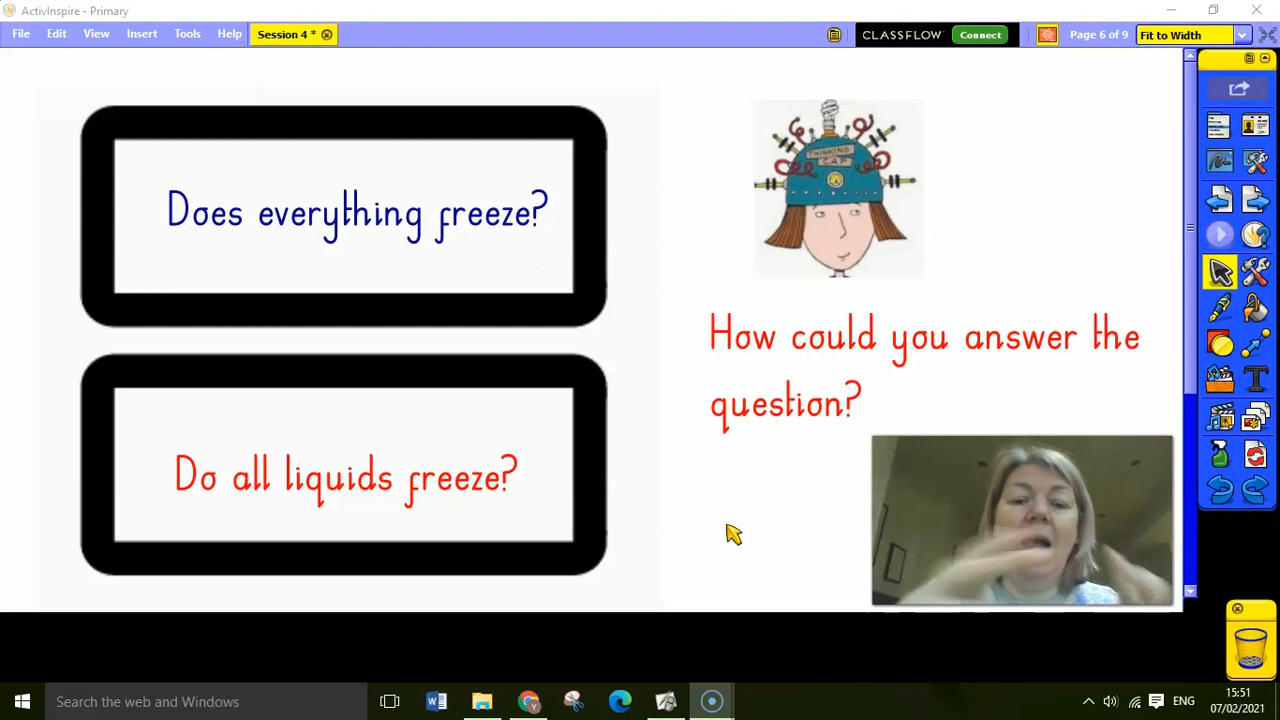 ActivInspire - Primary
File Edit View Insert Tools Help Session 4 * CLASSFLOW Connect Page 6 of 9 Fit to Width
Does everything freeze?
THINKING
CAP
How could you answer the
question?
Do all liquids freeze?
Search the web and Windows
ENG
15:51
07/02/2021